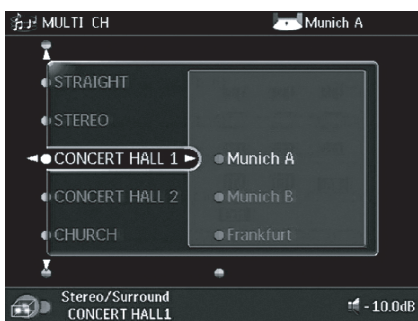 MULTI CH
Munich A
STRAIGHT
STEREO
CONCERT HALL 1
Munich A
CONCERT HALL 2
Munich B
CHURCH
Frankfurt
Stereo/Surround
CONCERT HALL1
-10.0dB